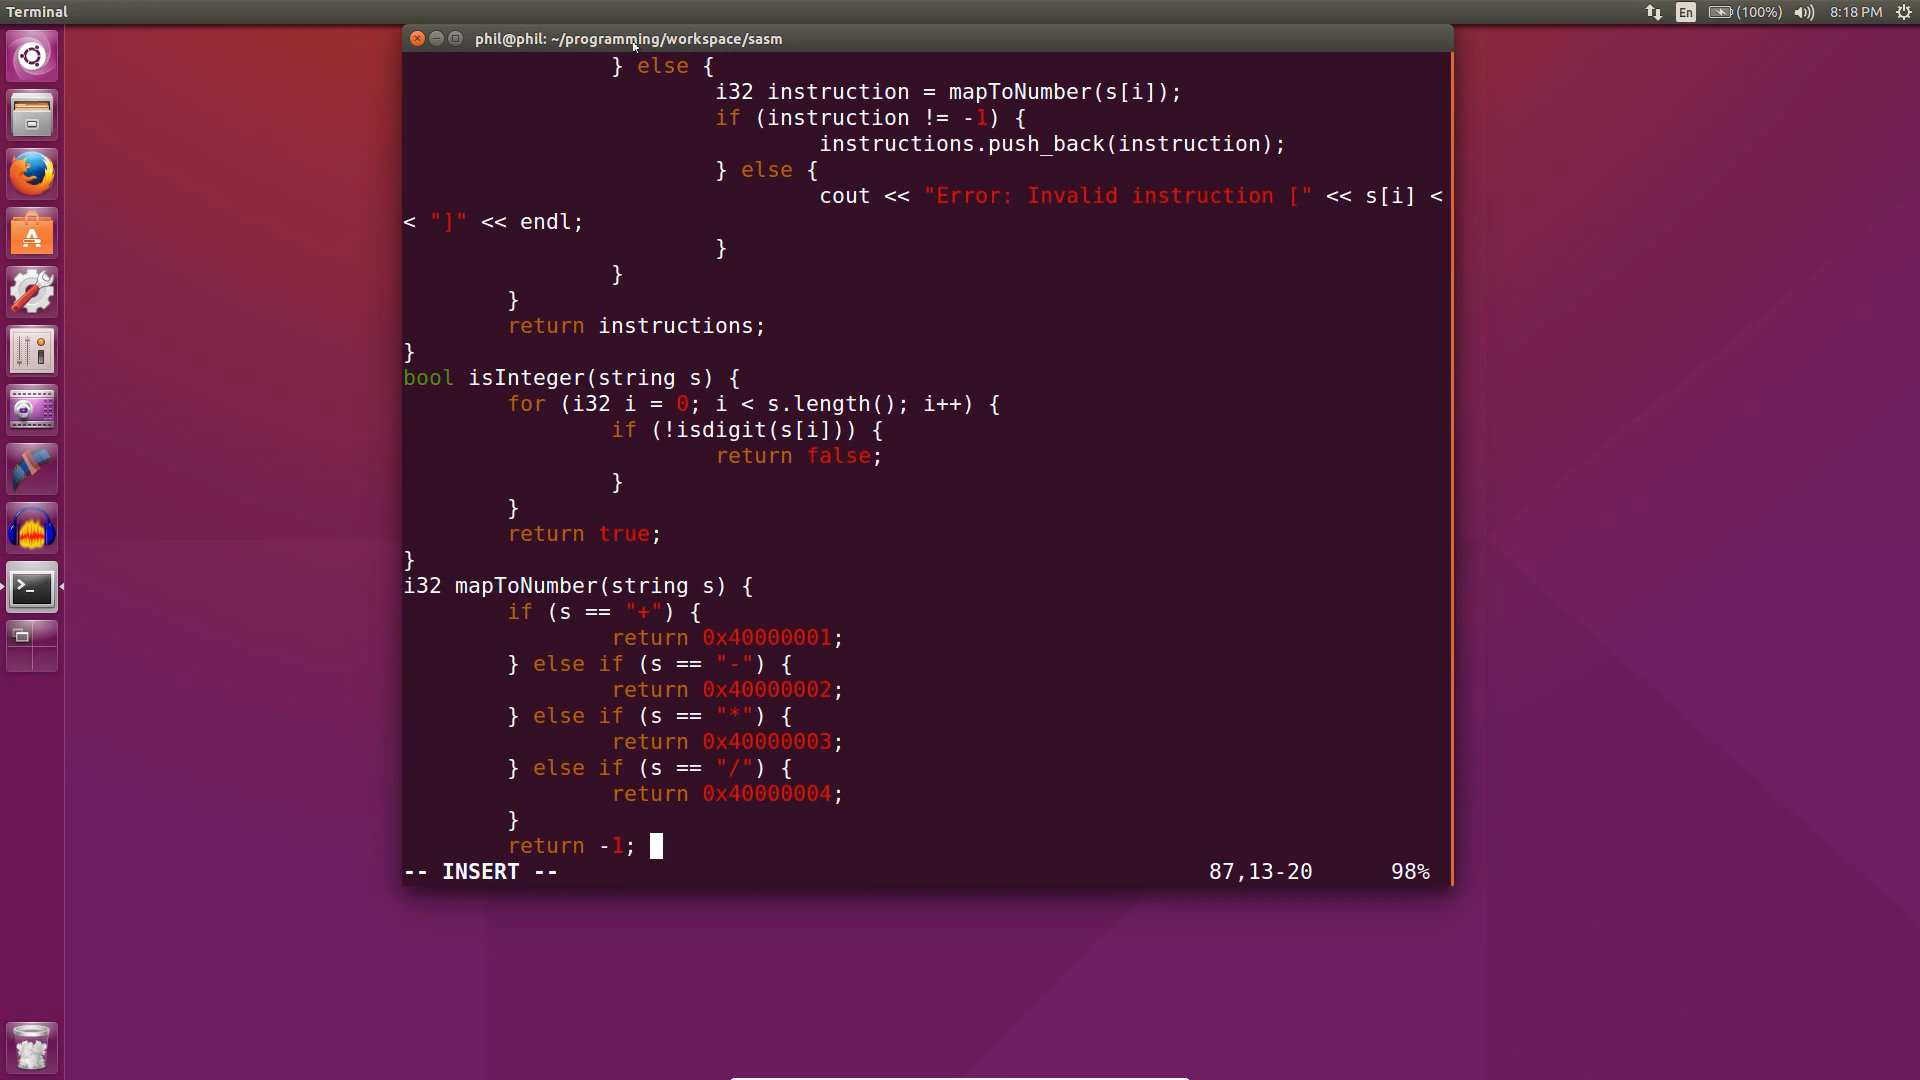 Terminal
En (100%) 8:18 PM
phil@phil: ~/programming/workspace/sasm
} else {
i32 instruction = mapToNumber(s[i]);
if (instruction != -1) {
instructions.push_back(instruction);
} else {
cout << "Error: Invalid instruction [" << s[i] <
< "]" << endl;
}
}
}
return instructions;
}
bool isInteger(string s) {
for (i32 i = 0; i < s.length(); i++) {
if (!isdigit(s[i])) {
return false;
}
}
return true;
}
i32 mapToNumber(string s) {
if (s == "+") {
return 0x40000001;
} else if (s == "-") {
return 0x40000002;
} else if (s == "*") {
return 0x40000003;
} else if (s == "/") {
return 0x40000004;
}
return -1;
-- INSERT -- 87,13-20 98%